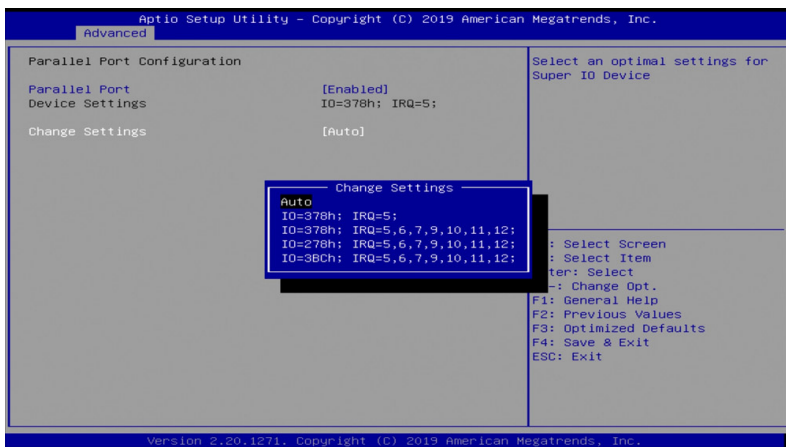 Aptio Setup Utility – Copyright (C) 2019 American Megatrends, Inc.
Advanced
Parallel Port Configuration
Parallel Port [Enabled]
Device Settings IO=378h; IRQ=5;
Change Settings [Auto]
Select an optimal settings for
Super IO Device
Change Settings
Auto
IO=378h; IRQ=5;
IO=378h; IRQ=5,6,7,9,10,11,12;
IO=278h; IRQ=5,6,7,9,10,11,12;
IO=3BCh; IRQ=5,6,7,9,10,11,12;
: Select Screen
: Select Item
ter: Select
-: Change Opt.
F1: General Help
F2: Previous Values
F3: Optimized Defaults
F4: Save & Exit
ESC: Exit
Version 2.20.1271. Copyright (C) 2019 American Megatrends, Inc.